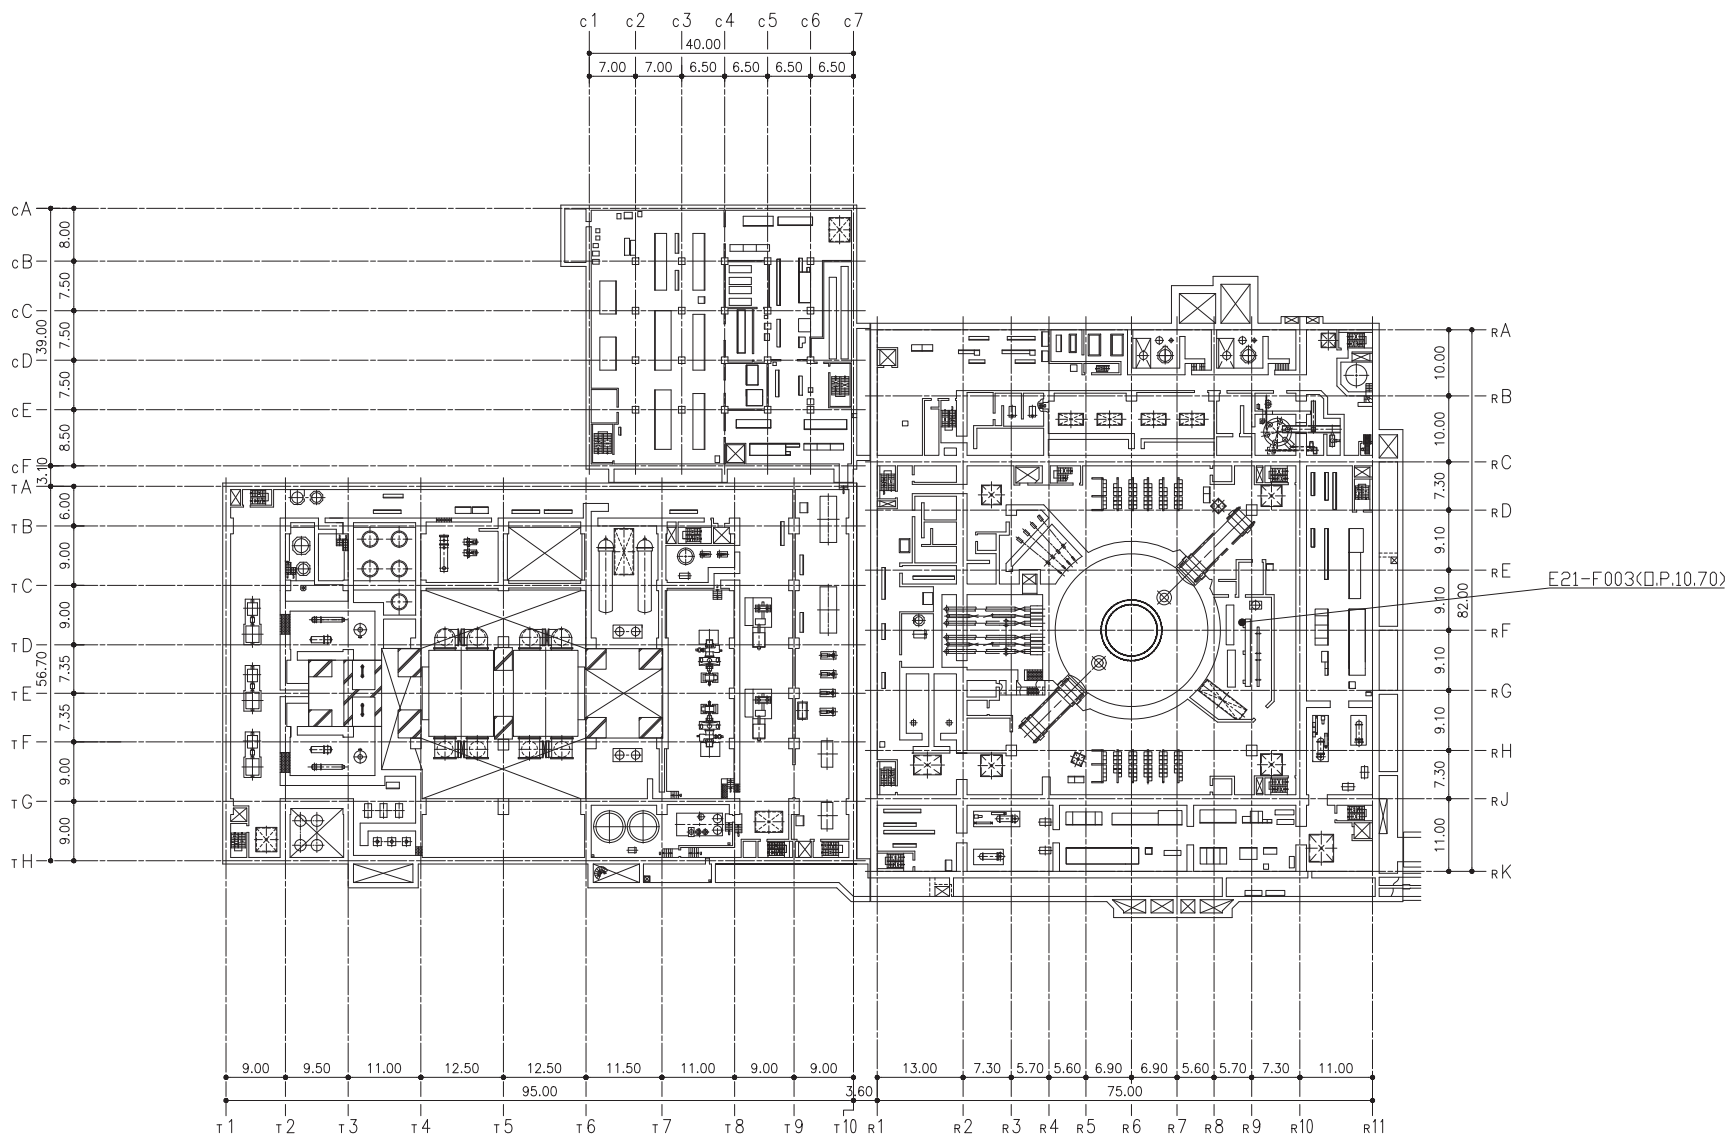 c1 c2 c3 c4 c5 c6 c7
40.00
7.00 7.00 6.50 6.50 6.50 6.50
cA
8.00
cB
7.50
cC
39.00
7.50
cD
7.50
cE
8.50
cF
3.10
TA
6.00
TB
9.00
TC
9.00
TD
56.70
7.35
TE
7.35
TF
9.00
TG
9.00
TH
RA
10.00
RB
10.00
RC
7.30
RD
9.10
RE
E21-F003(O.P.10.70)
9.10
82.00
RF
9.10
RG
9.10
RH
7.30
RJ
11.00
RK
9.00 9.50 11.00 12.50 12.50 11.50 11.00 9.00 9.00 13.00 7.30 5.70 5.60 6.90 6.90 5.60 5.70 7.30 11.00
95.00 3.60 75.00
T1 T2 T3 T4 T5 T6 T7 T8 T9 T10 R1 R2 R3 R4 R5 R6 R7 R8 R9 R10 R11